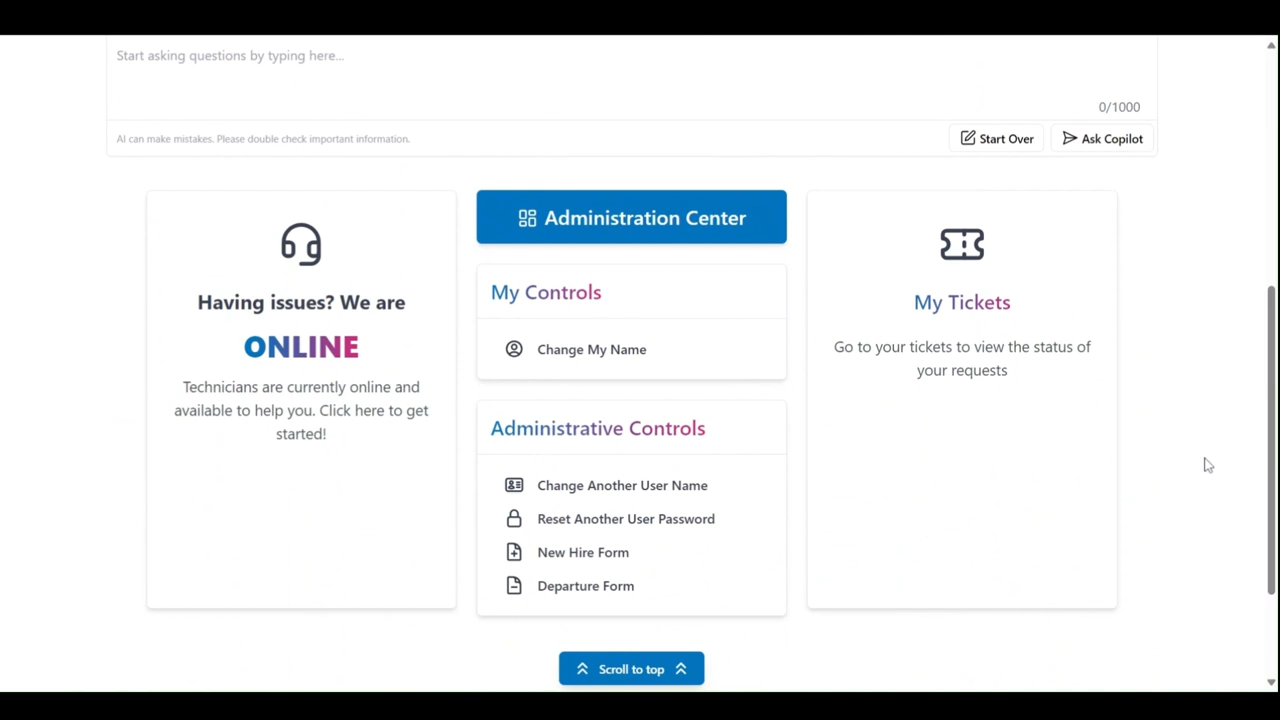 Start asking questions by typing here...
0/1000
AI can make mistakes. Please double check important information.
Start Over
Ask Copilot
Having issues? We are
ONLINE
Technicians are currently online and
available to help you. Click here to get
started!
Administration Center
My Controls
Change My Name
Administrative Controls
Change Another User Name
Reset Another User Password
New Hire Form
Departure Form
My Tickets
Go to your tickets to view the status of
your requests
Scroll to top